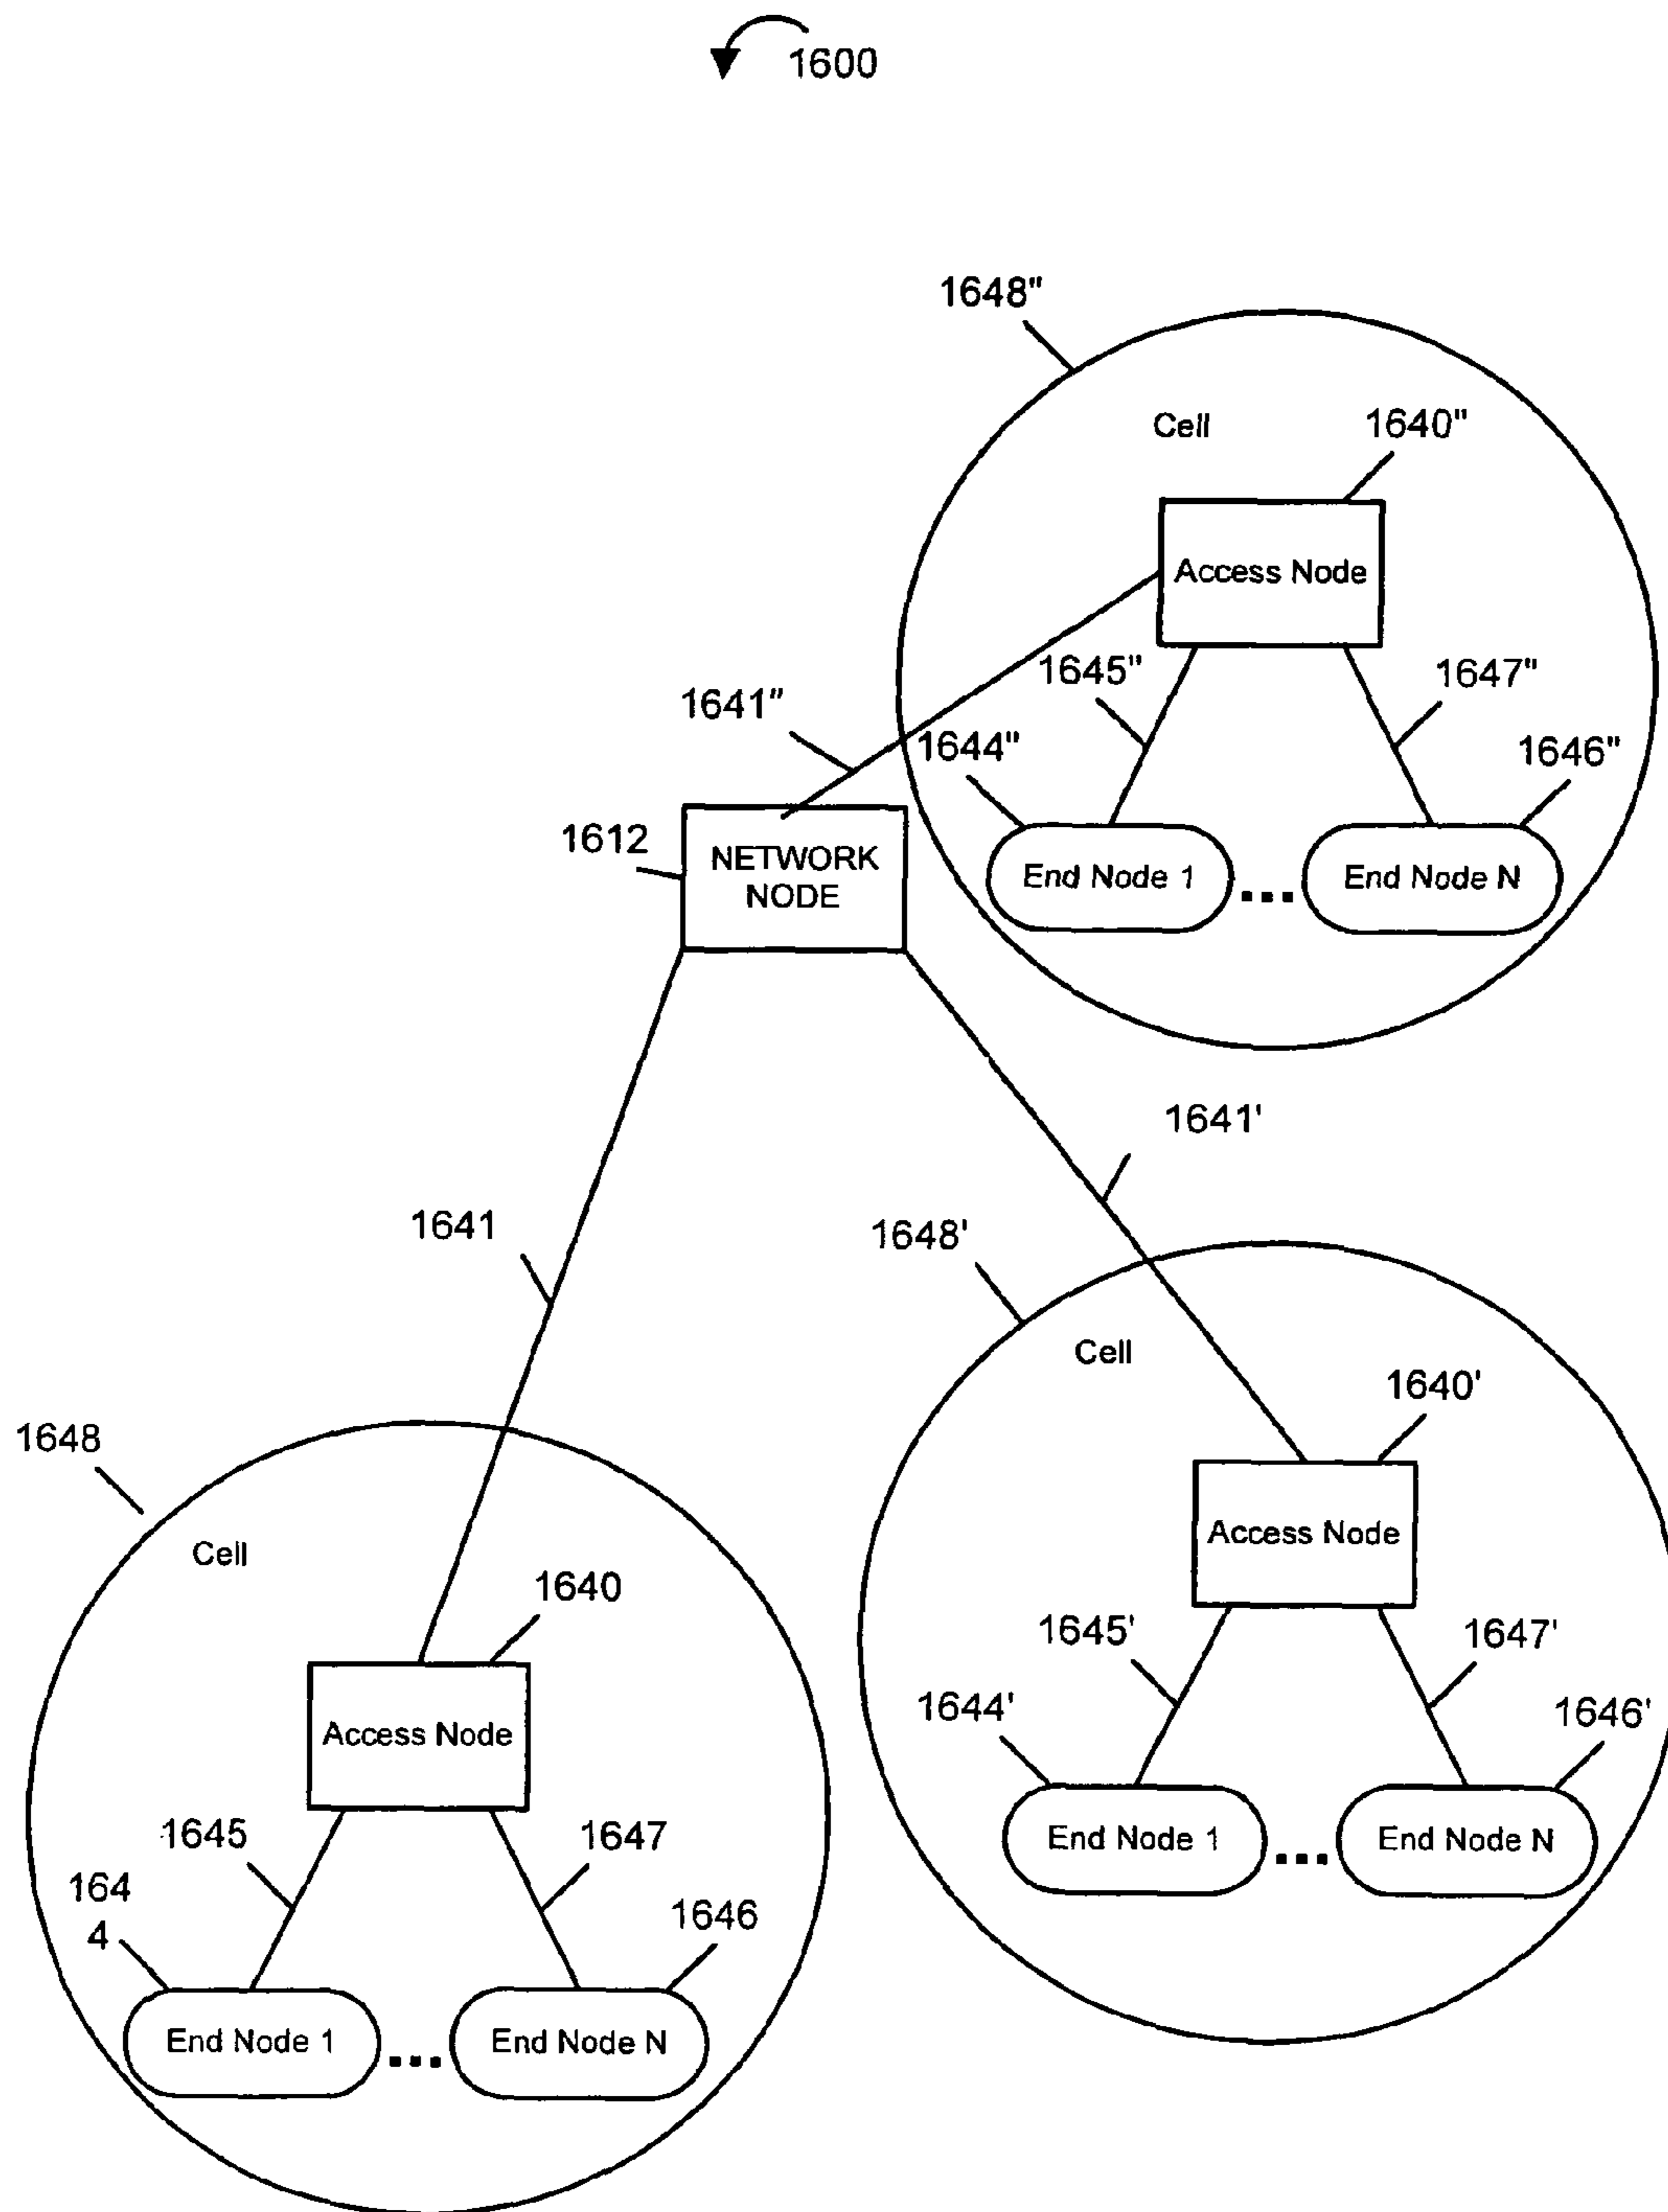 1600
1648"
Cell
1640"
Access Node
1645"
1647"
1641"
1644"
1646"
1612
NETWORK
NODE
End Node 1
...
End Node N
1641'
1641
1648'
Cell
1640'
1648
Access Node
Cell
1640
1645'
1647'
1644'
1646'
Access Node
1645
1647
End Node 1
...
End Node N
164
4
1646
End Node 1
...
End Node N